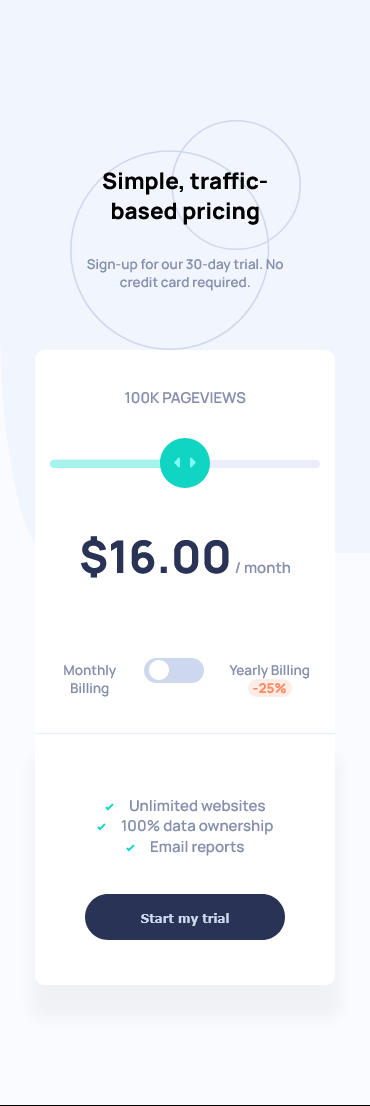 Simple, traffic-
based pricing
Sign-up for our 30-day trial. No
credit card required.
100K PAGEVIEWS
$16.00 / month
Monthly
Billing
Yearly Billing
-25%
Unlimited websites
100% data ownership
Email reports
Start my trial